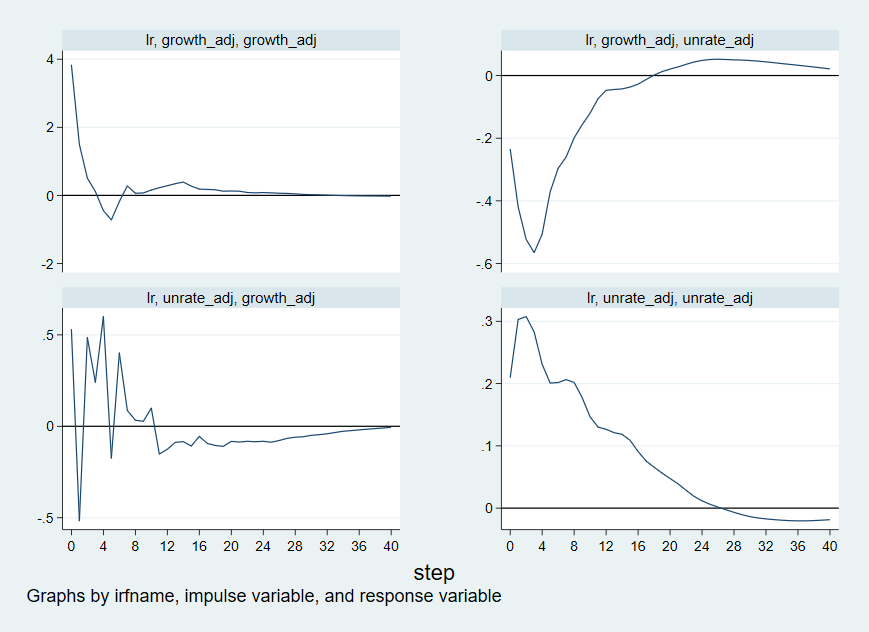 lr, growth_adj, growth_adj
4
2
0
-2
lr, growth_adj, unrate_adj
0
-.2
-.4
-.6
lr, unrate_adj, growth_adj
.5
0
-.5
0 4 8 12 16 20 24 28 32 36 40
lr, unrate_adj, unrate_adj
.3
.2
.1
0
0 4 8 12 16 20 24 28 32 36 40
step
Graphs by irfname, impulse variable, and response variable